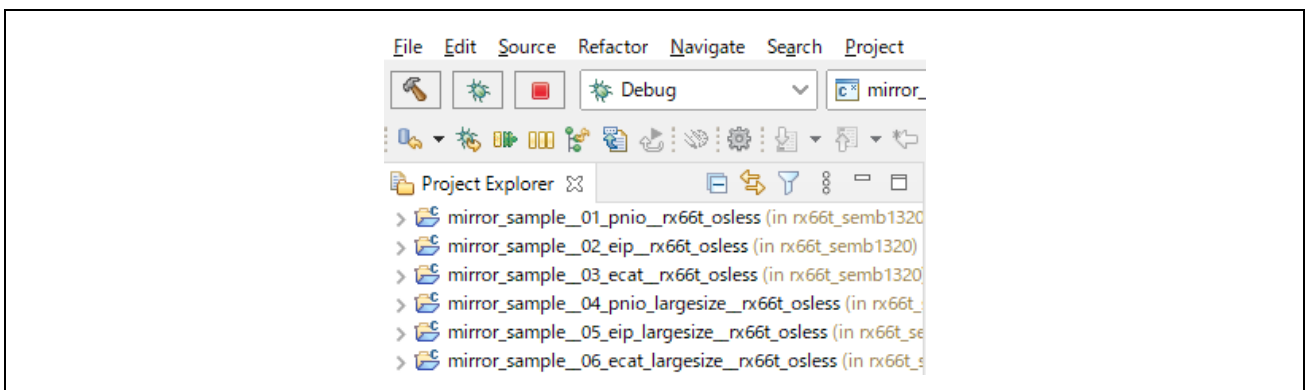 File Edit Source Refactor Navigate Search Project
Debug mirror_
Project Explorer
mirror_sample__01_pnio__rx66t_osless (in rx66t_semb1320
mirror_sample__02_eip__rx66t_osless (in rx66t_semb1320)
mirror_sample__03_ecat__rx66t_osless (in rx66t_semb1320)
mirror_sample__04_pnio_largesize__rx66t_osless (in rx66t_
mirror_sample__05_eip_largesize__rx66t_osless (in rx66t_se
mirror_sample__06_ecat_largesize__rx66t_osless (in rx66t_s